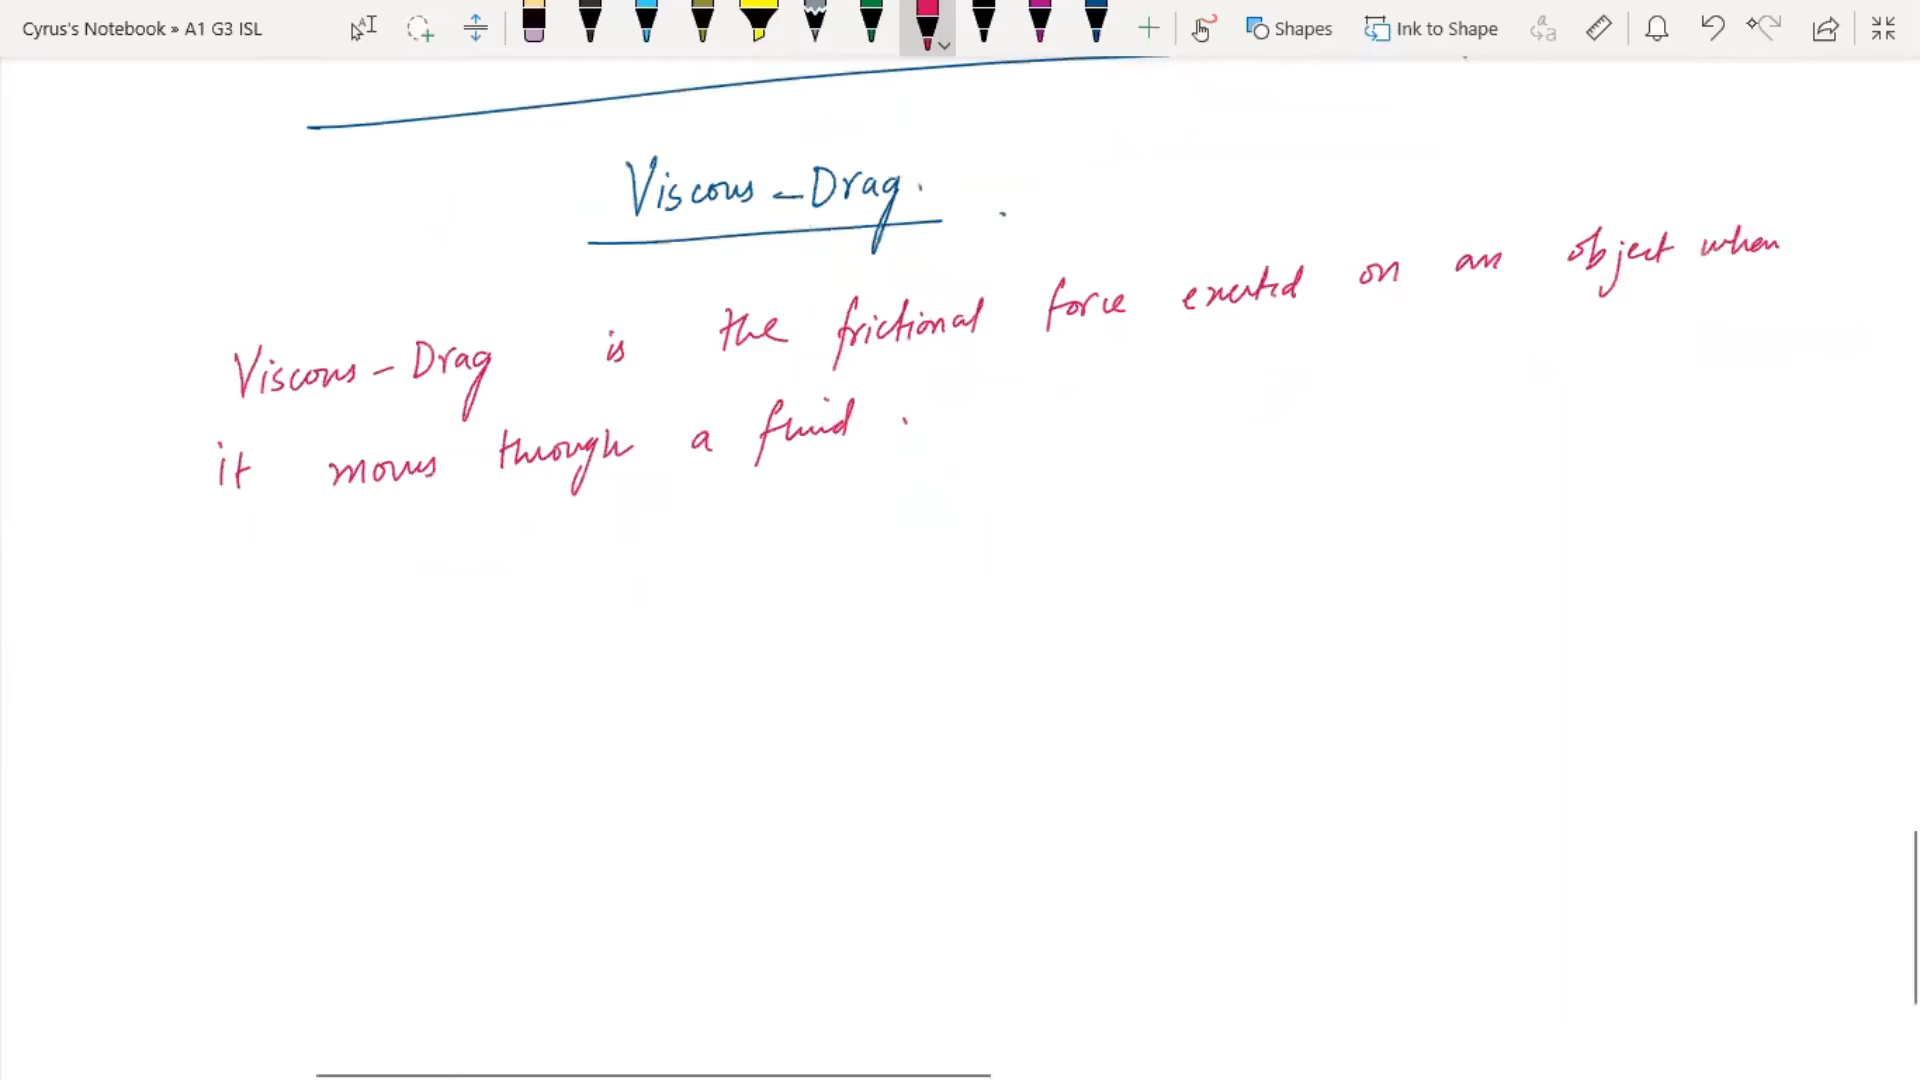 Cyrus's Notebook » A1 G3 ISL
Shapes
Ink to Shape
Viscous - Drag.
Viscous - Drag is the frictional force exerted on an object when
it moves through a fluid.